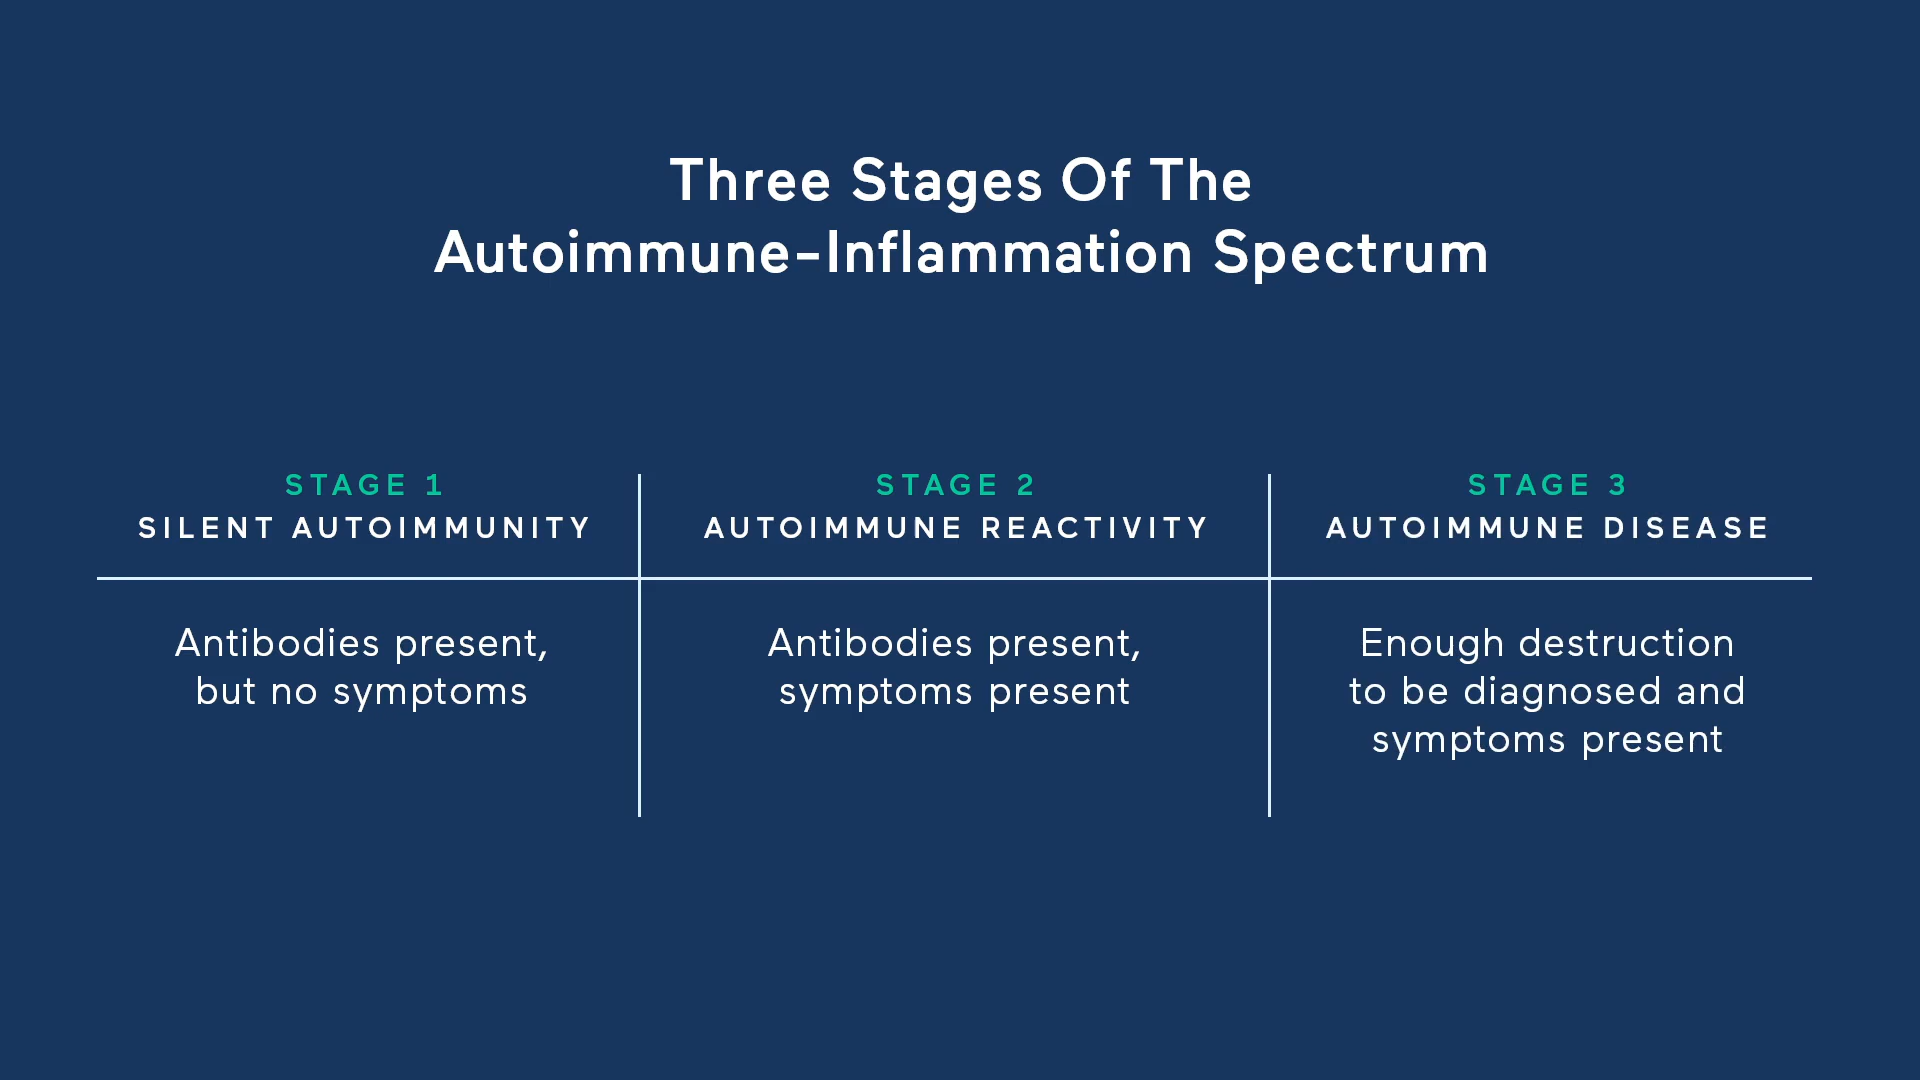 Three Stages Of The
Autoimmune-Inflammation Spectrum
STAGE 1
SILENT AUTOIMMUNITY
Antibodies present,
but no symptoms
STAGE 2
AUTOIMMUNE REACTIVITY
Antibodies present,
symptoms present
STAGE 3
AUTOIMMUNE DISEASE
Enough destruction
to be diagnosed and
symptoms present